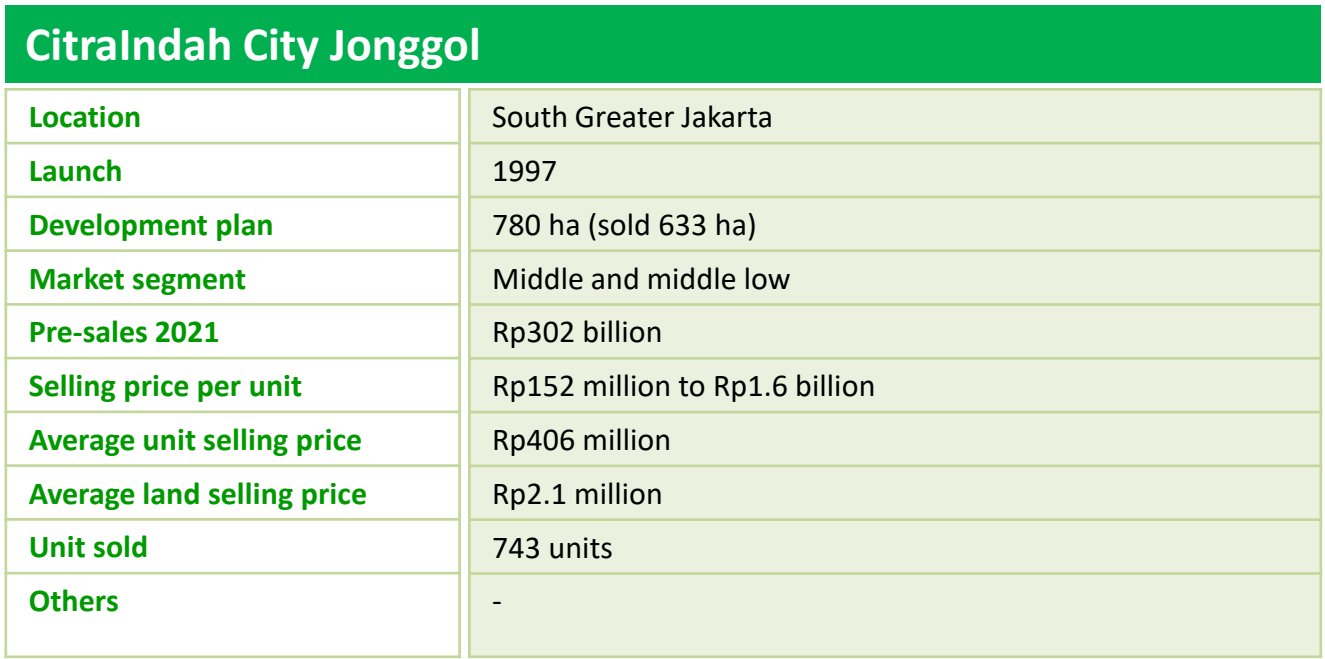 CitraIndah City Jonggol
Location South Greater Jakarta
Launch 1997
Development plan 780 ha (sold 633 ha)
Market segment Middle and middle low
Pre-sales 2021 Rp302 billion
Selling price per unit Rp152 million to Rp1.6 billion
Average unit selling price Rp406 million
Average land selling price Rp2.1 million
Unit sold 743 units
Others -